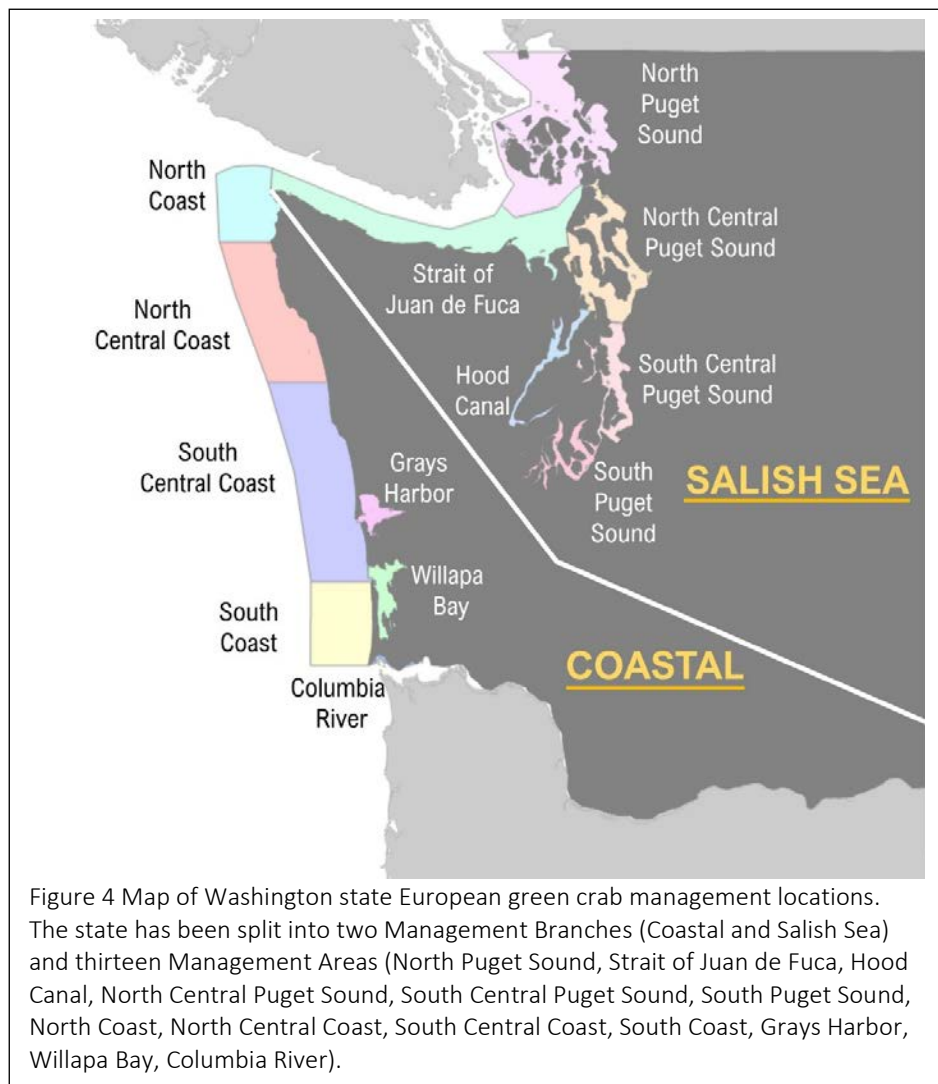 North
Puget
Sound
North
Coast
North Central
Puget Sound
Strait of
Juan de Fuca
North
Central Coast
South Central
Puget Sound
Hood
Canal
South
Central Coast
Grays
Harbor
South
Puget
Sound
SALISH SEA
Willapa
Bay
South
Coast
COASTAL
Columbia
River
Figure 4 Map of Washington state European green crab management locations.
The state has been split into two Management Branches (Coastal and Salish Sea)
and thirteen Management Areas (North Puget Sound, Strait of Juan de Fuca, Hood
Canal, North Central Puget Sound, South Central Puget Sound, South Puget Sound,
North Coast, North Central Coast, South Central Coast, South Coast, Grays Harbor,
Willapa Bay, Columbia River).